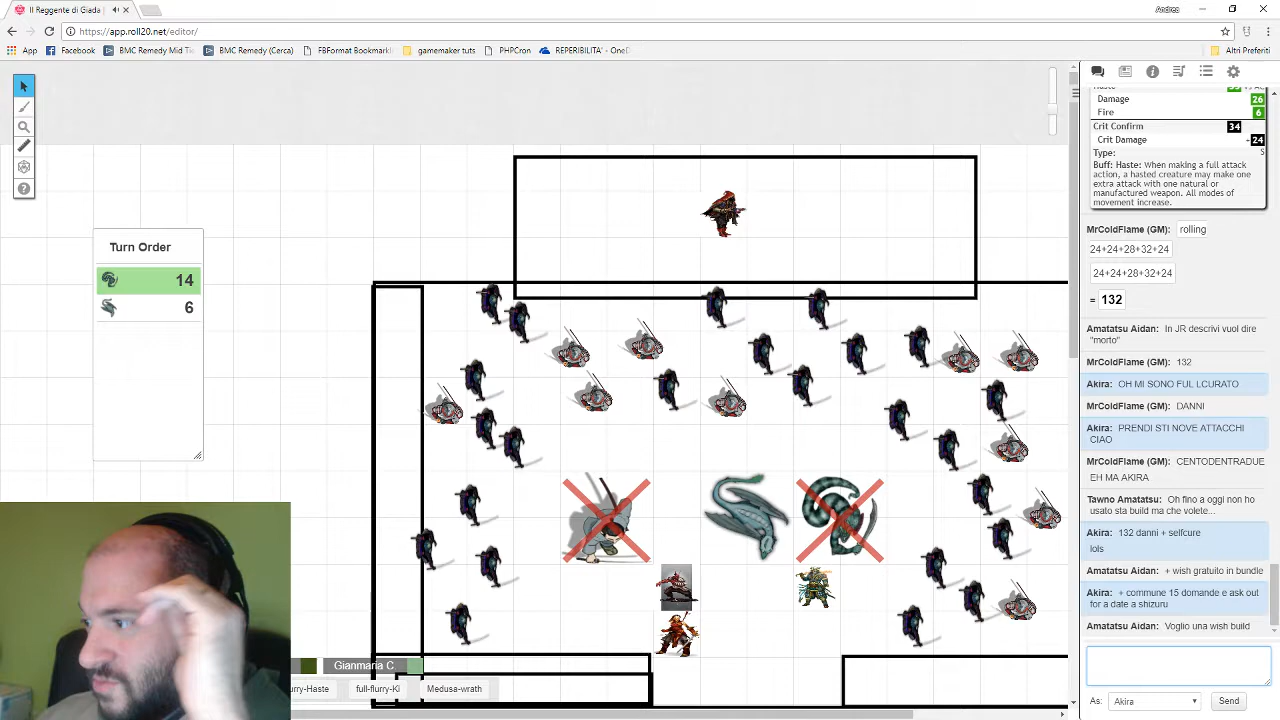 Il Reggente di Giada |
Andrea
https://app.roll20.net/editor/
App
Facebook
BMC Remedy Mid Tie
BMC Remedy (Cerca)
FBFormat Bookmarkl
gamemaker tuts
PHPCron
REPERIBILITA' - OneD
Altri Preferiti
Turn Order
14
6
Gianmaria C
urry-Haste
full-flurry-Ki
Medusa-wrath
Damage 26
Fire 6
Crit Confirm 34
Crit Damage 24
Type: S
Buff: Haste: When making a full attack
action, a hasted creature may make one
extra attack with one natural or
manufactured weapon. All modes of
movement increase.
MrColdFlame (GM): rolling
24+24+28+32+24
24+24+28+32+24
= 132
Amatatsu Aidan: In JR descrivi vuol dire
"morto"
MrColdFlame (GM): 132
Akira: OH MI SONO FUL LCURATO
MrColdFlame (GM): DANNI
Akira: PRENDI STI NOVE ATTACCHI
CIAO
MrColdFlame (GM): CENTODENTRADUE
EH MA AKIRA
Tawno Amatatsu: Oh fino a oggi non ho
usato sta build ma che volete...
Akira: 132 danni + selfcure
lols
Amatatsu Aidan: + wish gratuito in bundle
Akira: + commune 15 domande e ask out
for a date a shizuru
Amatatsu Aidan: Voglio una wish build
As: Akira
Send